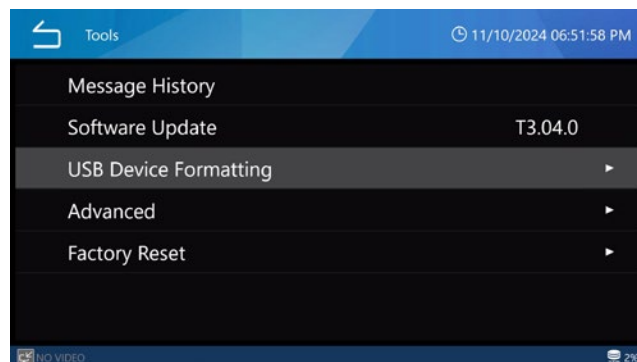 Tools 11/10/2024 06:51:58 PM
Message History
Software Update T3.04.0
USB Device Formatting
Advanced
Factory Reset
NO VIDEO 2%